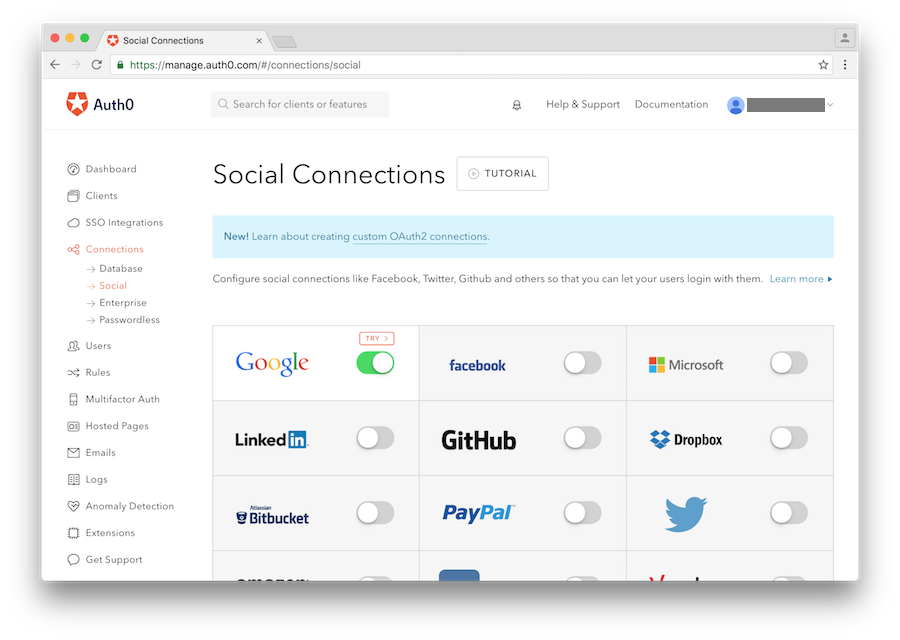 Social Connections
https://manage.auth0.com/#/connections/social
Auth0
Search for clients or features
Help & Support
Documentation
Dashboard
Clients
SSO Integrations
Connections
Database
Social
Enterprise
Passwordless
Users
Rules
Multifactor Auth
Hosted Pages
Emails
Logs
Anomaly Detection
Extensions
Get Support
Social Connections
TUTORIAL
New! Learn about creating custom OAuth2 connections.
Configure social connections like Facebook, Twitter, Github and others so that you can let your users login with them. Learn more
Google
TRY
facebook
Microsoft
Linked in
GitHub
Dropbox
Atlassian
Bitbucket
PayPal